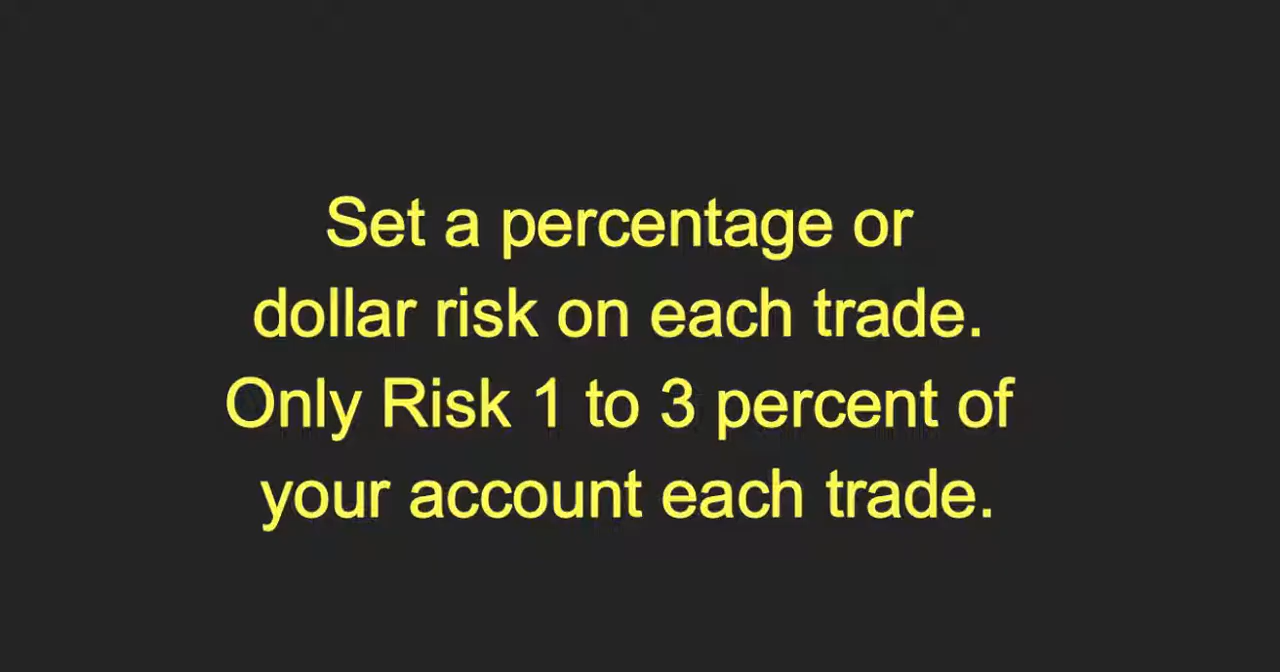 Set a percentage or
dollar risk on each trade.
Only Risk 1 to 3 percent of
your account each trade.